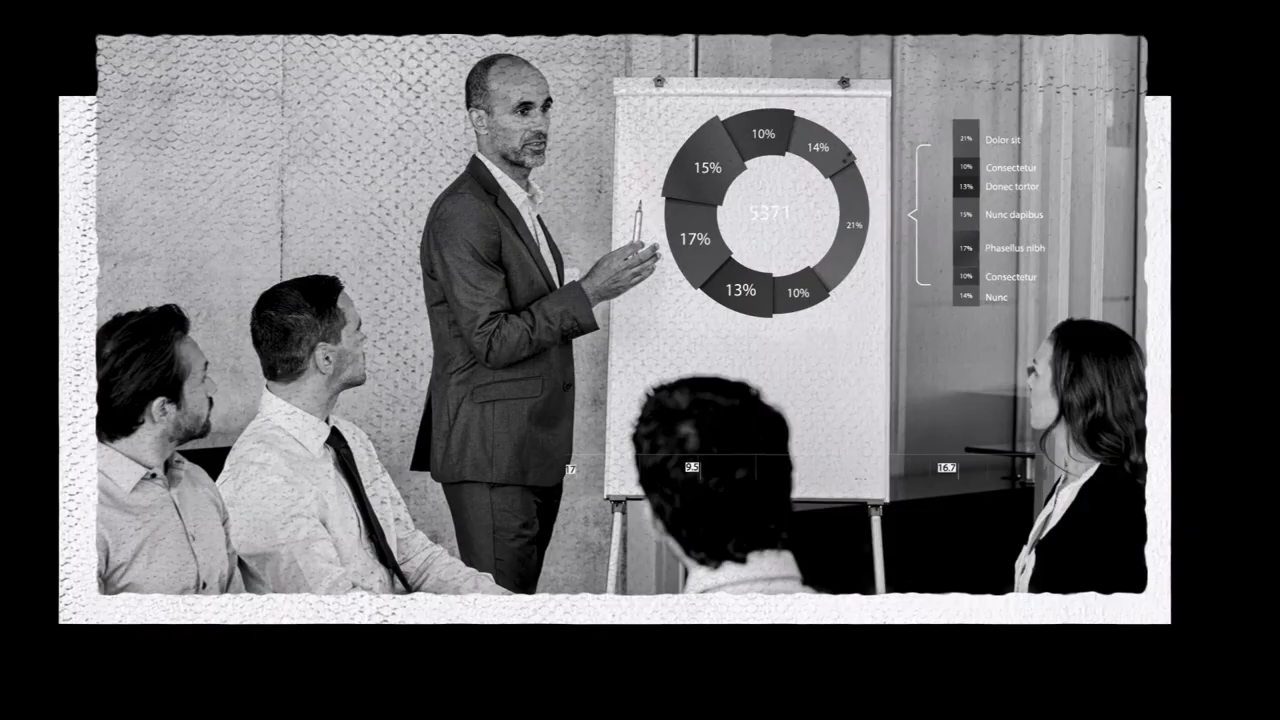 10%
14%
15%
21%
17%
13%
10%
5371
21% Dolor sit
10% Consectetur
13% Donec tortor
15% Nunc dapibus
17% Phasellus nibh
10% Consectetur
14% Nunc
17
9.5
16.7